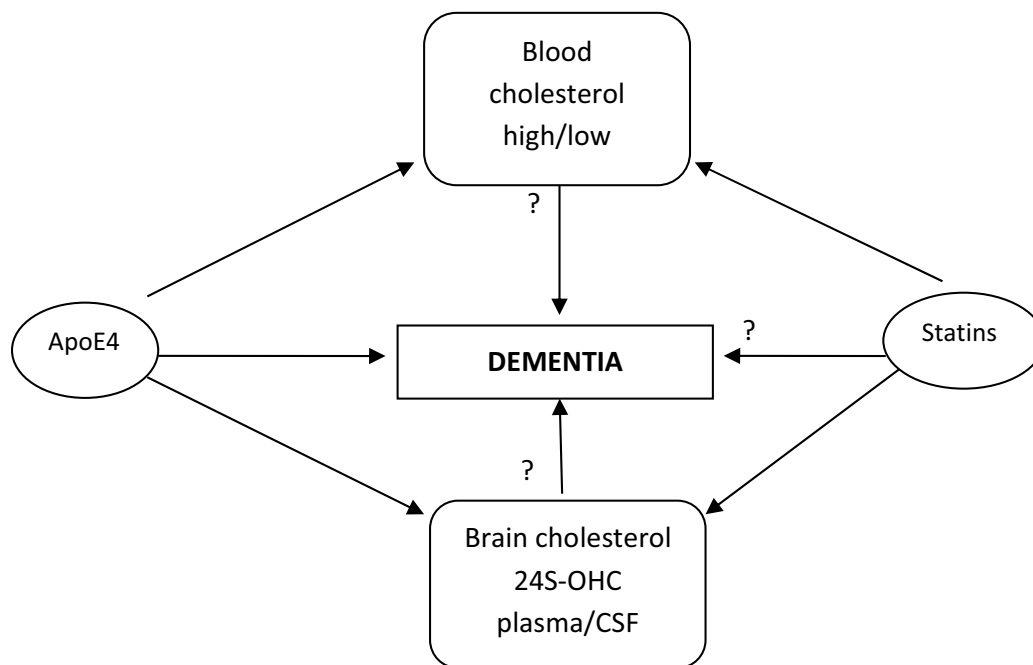 Blood
cholesterol
high/low
?
ApoE4
DEMENTIA
?
Statins
?
Brain cholesterol
24S-OHC
plasma/CSF